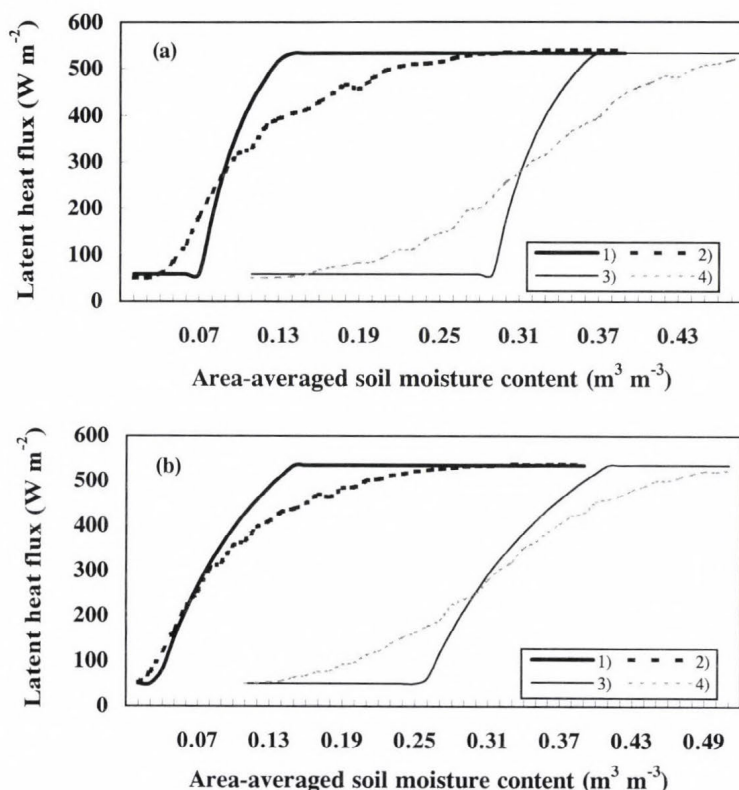 600
500
400
300
200
100
0
Latent heat flux (W m⁻²)
(a)
1) 2)
3) 4)
0.07 0.13 0.19 0.25 0.31 0.37 0.43
Area-averaged soil moisture content (m³ m⁻³)
600
500
400
300
200
100
0
Latent heat flux (W m⁻²)
(b)
1) 2)
3) 4)
0.07 0.13 0.19 0.25 0.31 0.37 0.43 0.49
Area-averaged soil moisture content (m³ m⁻³)